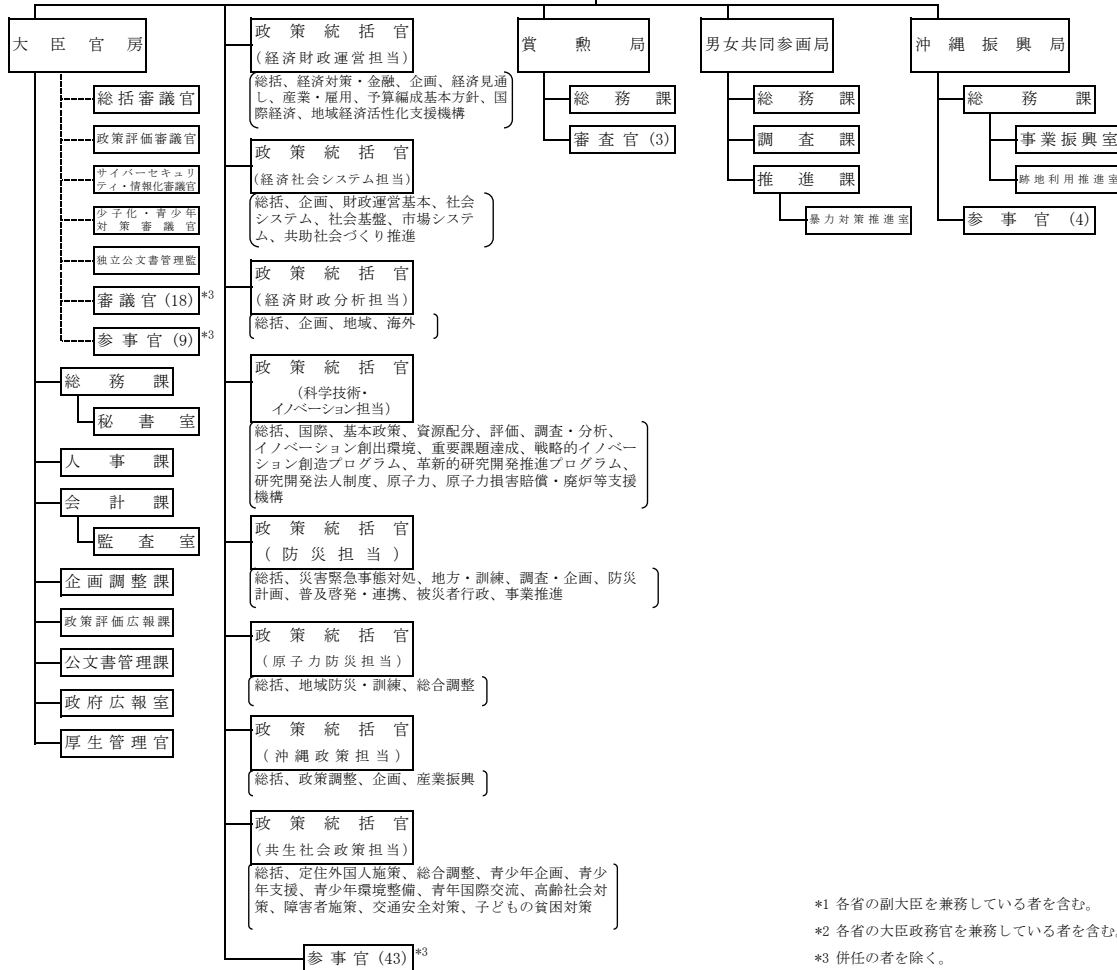 大臣官房
総括審議官
政策評価審議官
サイバーセキュリ
ティ・情報化審議官
少子化・青少年
対策審議官
独立公文書管理監
審議官(18) *3
参事官(9) *3
総務課
秘書室
人事課
会計課
監査室
企画調整課
政策評価広報課
公文書管理課
政府広報室
厚生管理官
政策統括官
(経済財政運営担当)
総括、経済対策・金融、企画、経済見通
し、産業・雇用、予算編成基本方針、国
際経済、地域経済活性化支援機構
政策統括官
(経済社会システム担当)
総括、企画、財政運営基本、社会
システム、社会基盤、市場システ
ム、共助社会づくり推進
政策統括官
(経済財政分析担当)
総括、企画、地域、海外
政策統括官
(科学技術・
イノベーション担当)
総括、国際、基本政策、資源配分、評価、調査・分析、
イノベーション創出環境、重要課題達成、戦略的イノベー
ション創造プログラム、革新的研究開発推進プログラム、
研究開発法人制度、原子力、原子力損害賠償・廃炉等支援
機構
政策統括官
(防災担当)
総括、災害緊急事態対処、地方・訓練、調査・企画、防災
計画、普及啓発・連携、被災者行政、事業推進
政策統括官
(原子力防災担当)
総括、地域防災・訓練、総合調整
政策統括官
(沖縄政策担当)
総括、政策調整、企画、産業振興
政策統括官
(共生社会政策担当)
総括、定住外国人施策、総合調整、青少年企画、青少
年支援、青少年環境整備、青年国際交流、高齢社会対
策、障害者施策、交通安全対策、子どもの貧困対策
参事官(43) *3
賞勲局
総務課
審査官(3)
男女共同参画局
総務課
調査課
推進課
暴力対策推進室
沖縄振興局
総務課
事業振興室
跡地利用推進室
参事官(4)
*1 各省の副大臣を兼務している者を含む。
*2 各省の大臣政務官を兼務している者を含む。
*3 併任の者を除く。